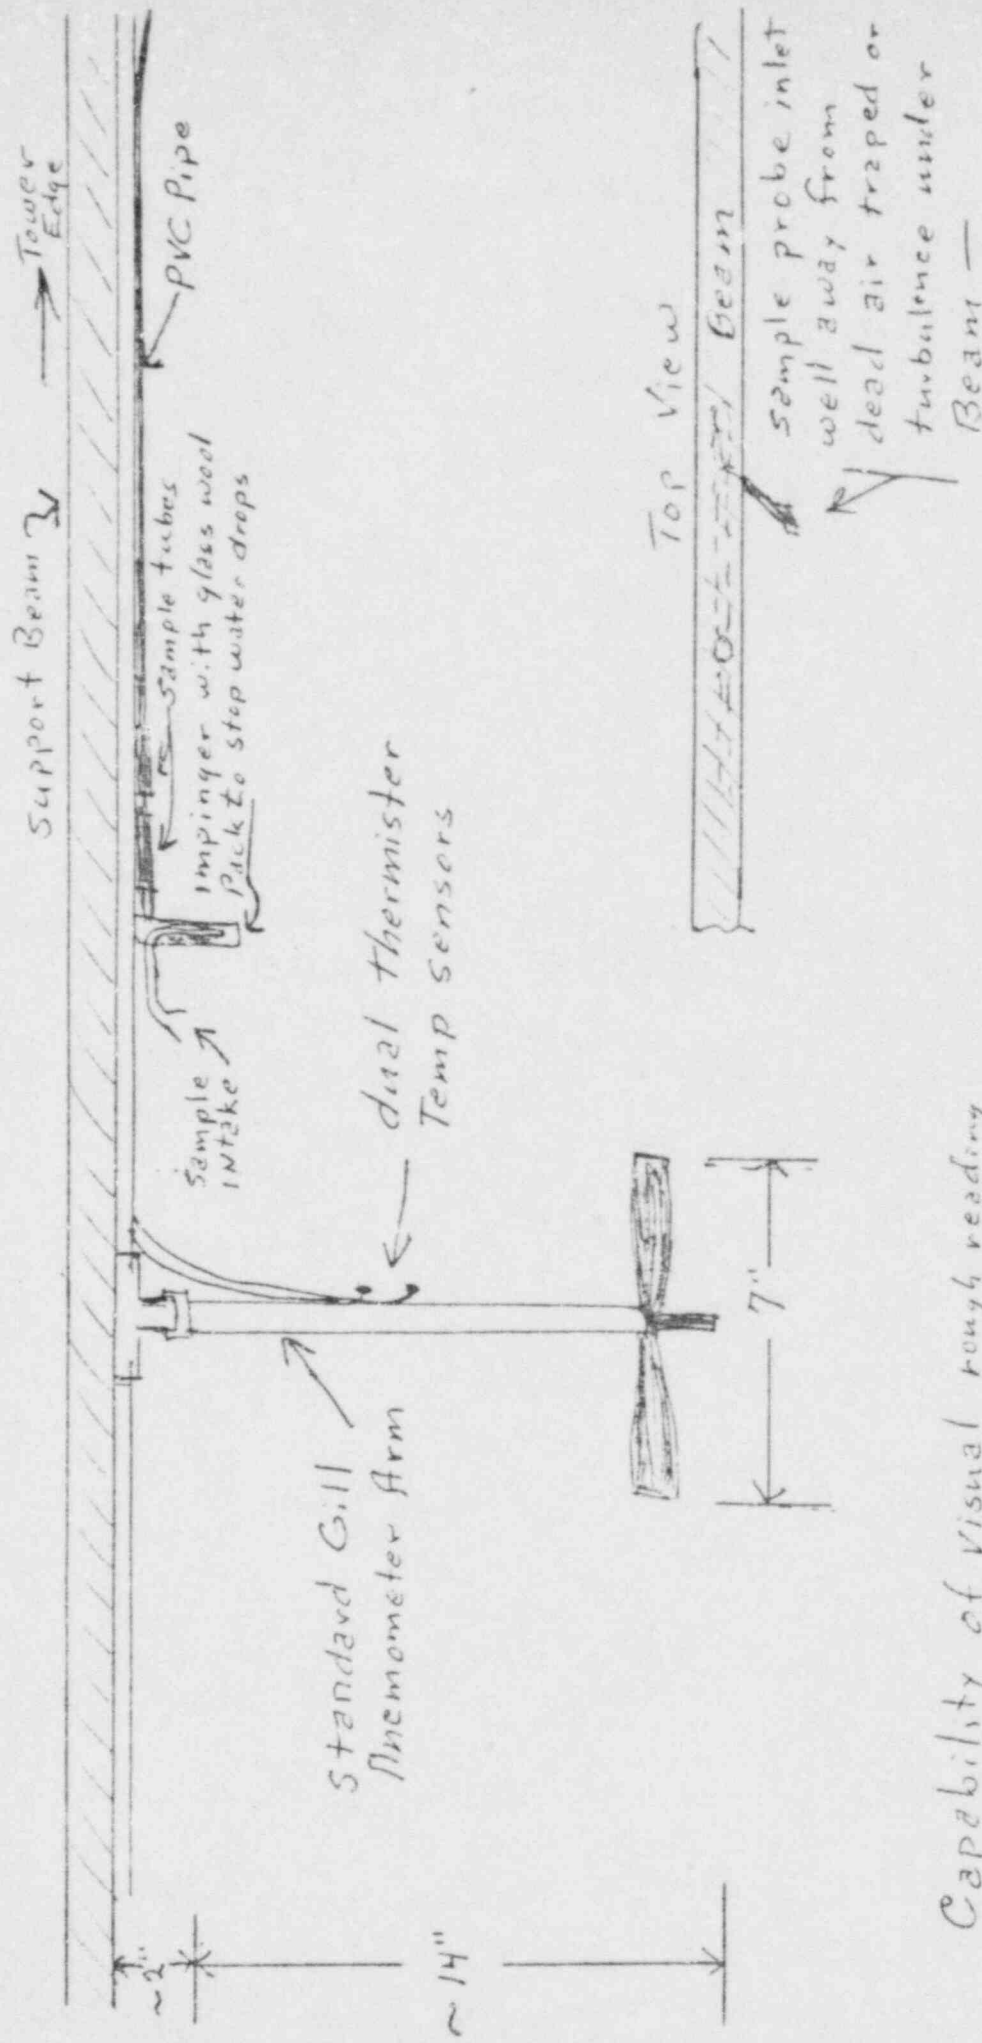 Support Beam
Tower
Edge
PVC Pipe
Sample tubes
Impinger with glass wool
Pack to stop water drops
Sample
INtake
dual thermister
Temp Sensors
Standard Gill
Anemometer Arm
~2"
~14"
7"
Top View
Beam
Sample probe inlet
well away from
dead air traped or
turbulence under
Beam —
Capability of Visual rough reading